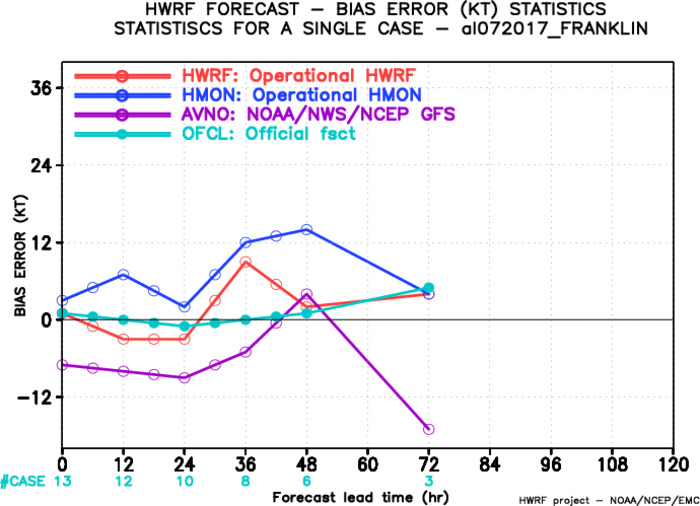 HWRF FORECAST – BIAS ERROR (KT) STATISTICS
STATISTISCS FOR A SINGLE CASE – al072017_FRANKLIN
HWRF: Operational HWRF
HMON: Operational HMON
AVNO: NOAA/NWS/NCEP GFS
OFCL: Official fsct
BIAS ERROR (KT)
36
24
12
0
−12
0 12 24 36 48 60 72 84 96 108 120
#CASE 13 12 10 8 6 3
Forecast lead time (hr)
HWRF project – NOAA/NCEP/EMC